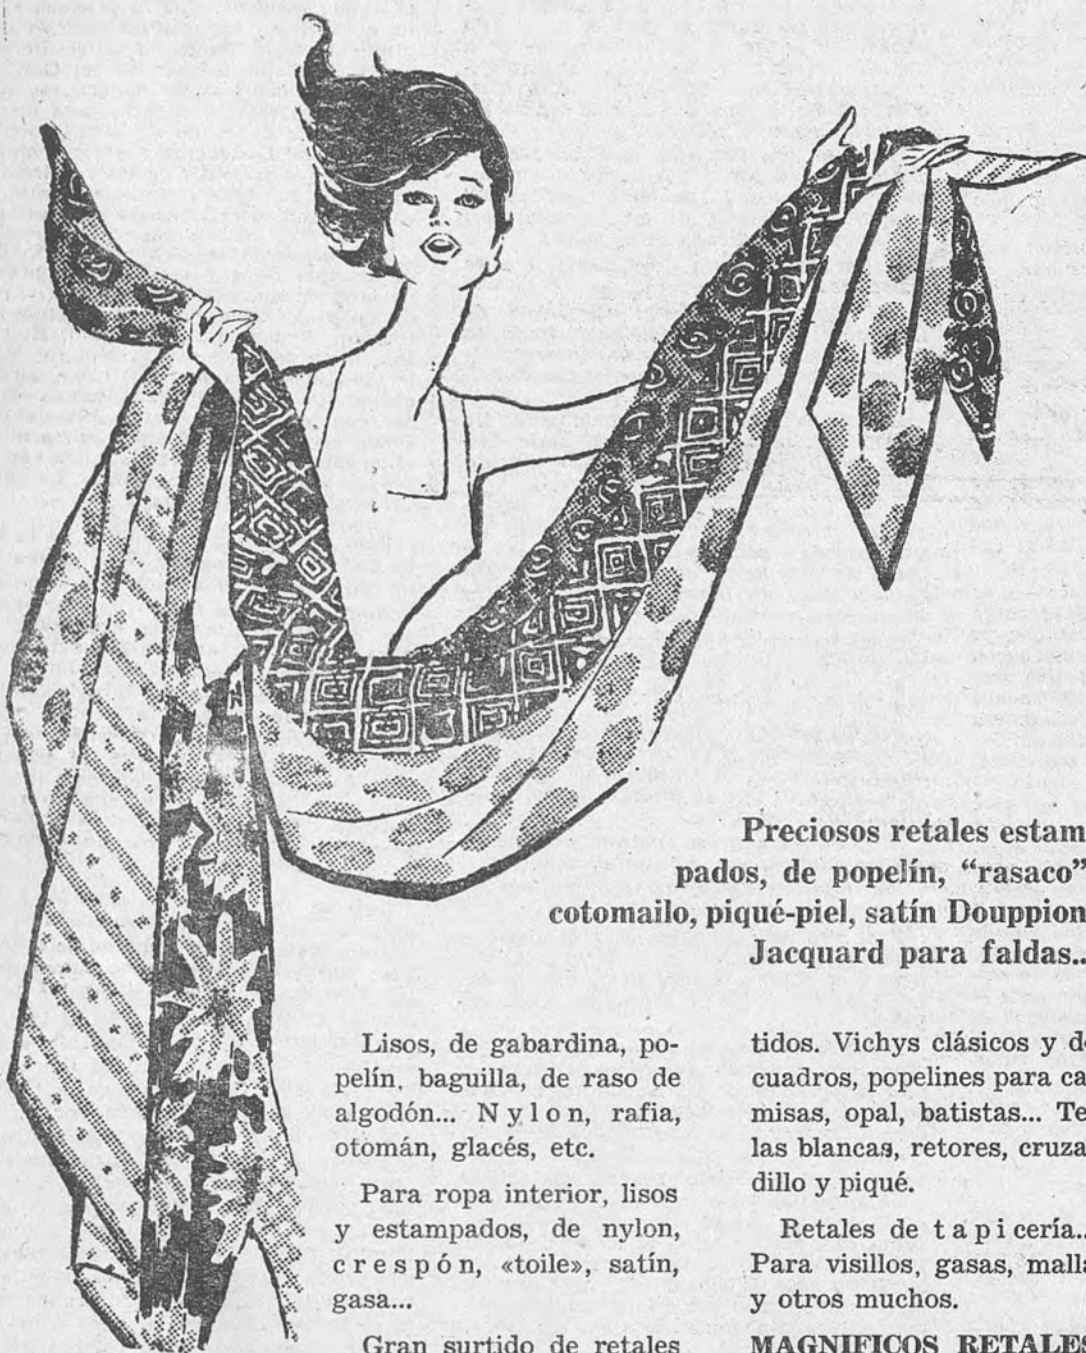 Preciosos retales estam
pados, de popelín, “rasaco”
cotomailo, piqué-piel, satín Douppion
Jacquard para faldas..
Lisos, de gabardina, po-
pelín, baguilla, de raso de
algodón... Nylon, rafia,
otomán, glacés, etc.
Para ropa interior, lisos
y estampados, de nylon,
crespón, «toile», satín,
gasa...
Gran surtido de retales
tidos. Vichys clásicos y de
cuadros, popelines para ca
misas, opal, batistas... Te
las blancas, retores, cruza
dillo y piqué.
Retales de tapicería..
Para visillos, gasas, malla
y otros muchos.
MAGNIFICOS RETALES